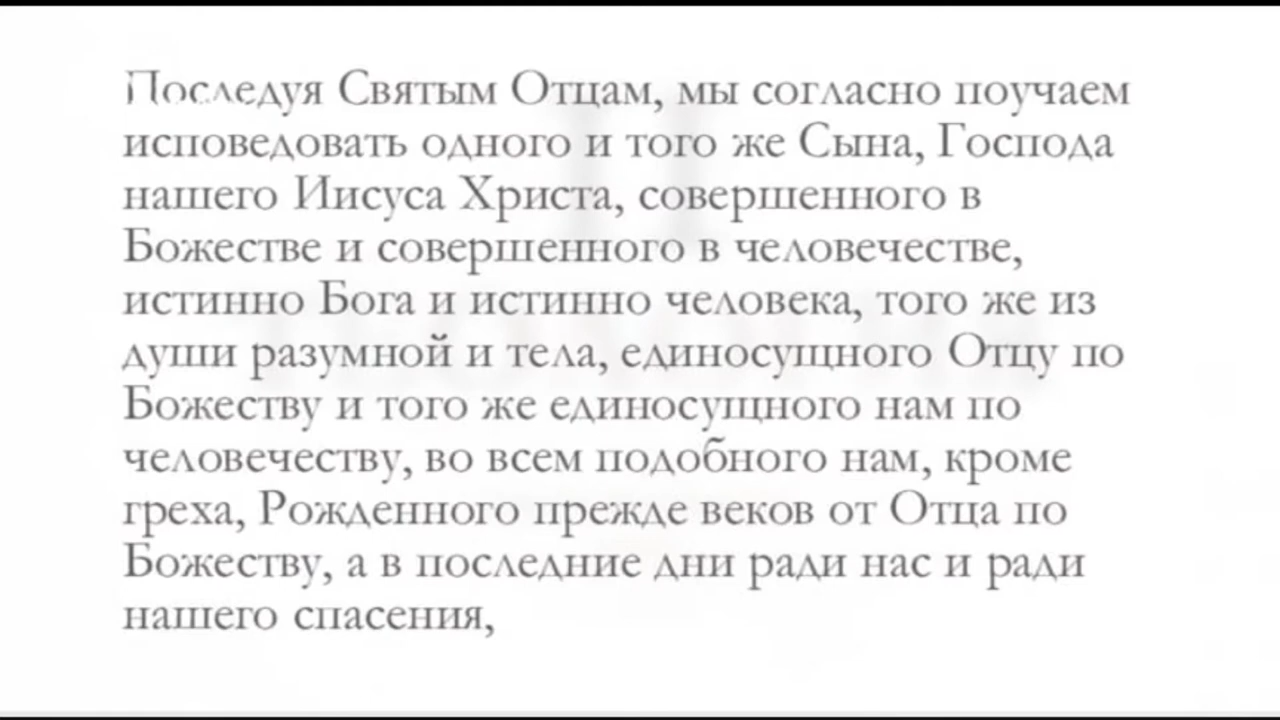 Последуя Святым Отцам, мы согласно поучаем
исповедовать одного и того же Сына, Господа
нашего Иисуса Христа, совершенного в
Божестве и совершенного в человечестве,
истинно Бога и истинно человека, того же из
души разумной и тела, единосущного Отцу по
Божеству и того же единосущного нам по
человечеству, во всем подобного нам, кроме
греха, Рожденного прежде веков от Отца по
Божеству, а в последние дни ради нас и ради
нашего спасения,